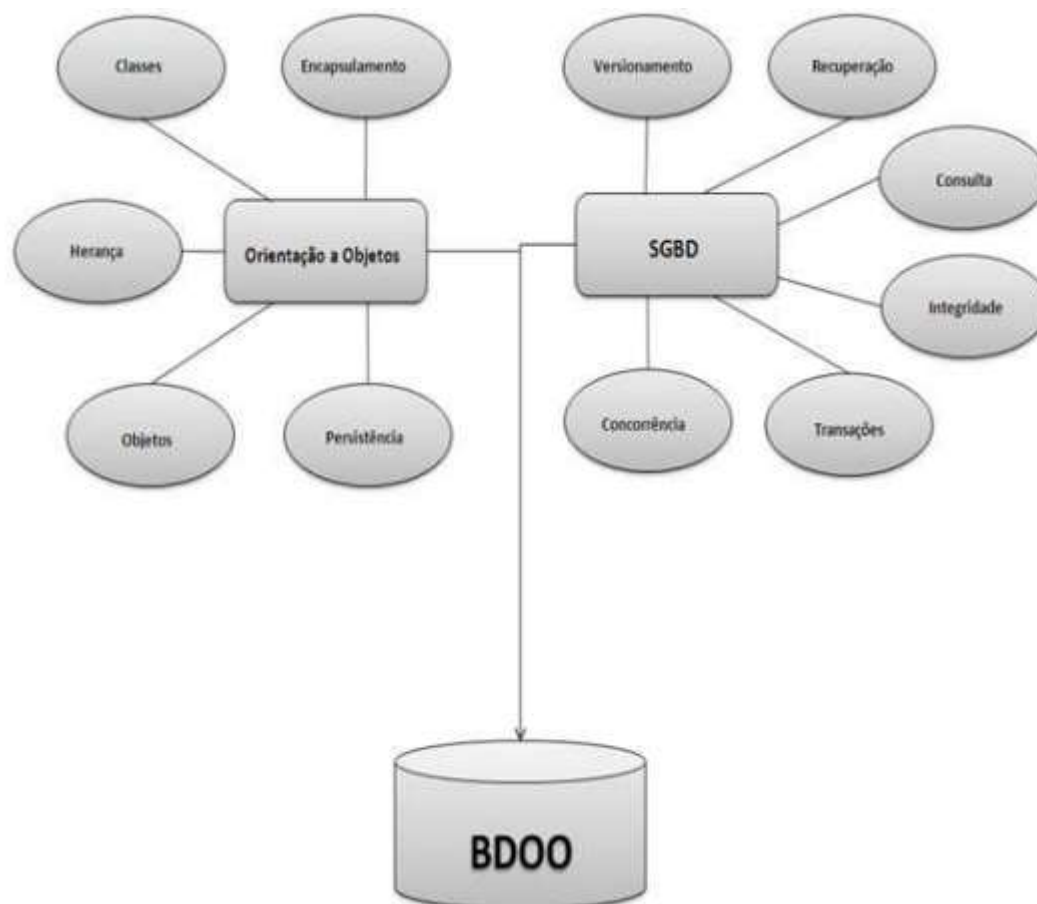 Classes
Encapsulamento
Versionamento
Recuperação
Consulta
Herança
Orientação a Objetos
SGBD
Integridade
Objetos
Persistência
Concorrência
Transações
BDOO